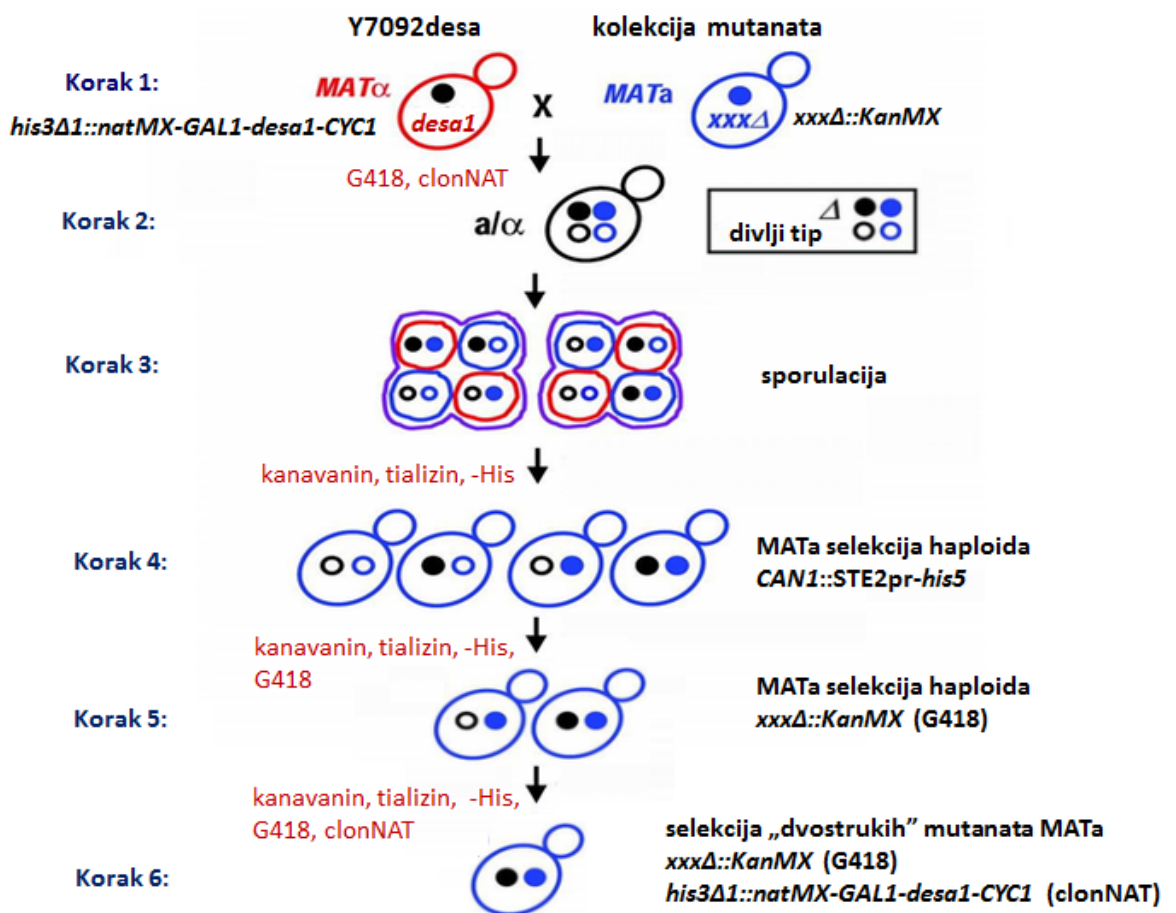 Y7092desa
kolekcija mutanata
Korak 1:
MATα
desa1
X
MATa
xxxΔ
xxxΔ::KanMX
his3Δ1::natMX-GAL1-desa1-CYC1
G418, clonNAT
Korak 2:
a/α
Δ
divlji tip
Korak 3:
sporulacija
kanavanin, tializin, -His
Korak 4:
MATa selekcija haploida
CAN1::STE2pr-his5
kanavanin, tializin, -His,
G418
Korak 5:
MATa selekcija haploida
xxxΔ::KanMX (G418)
kanavanin, tializin, -His,
G418, clonNAT
Korak 6:
selekcija „dvostrukih” mutanata MATa
xxxΔ::KanMX (G418)
his3Δ1::natMX-GAL1-desa1-CYC1 (clonNAT)